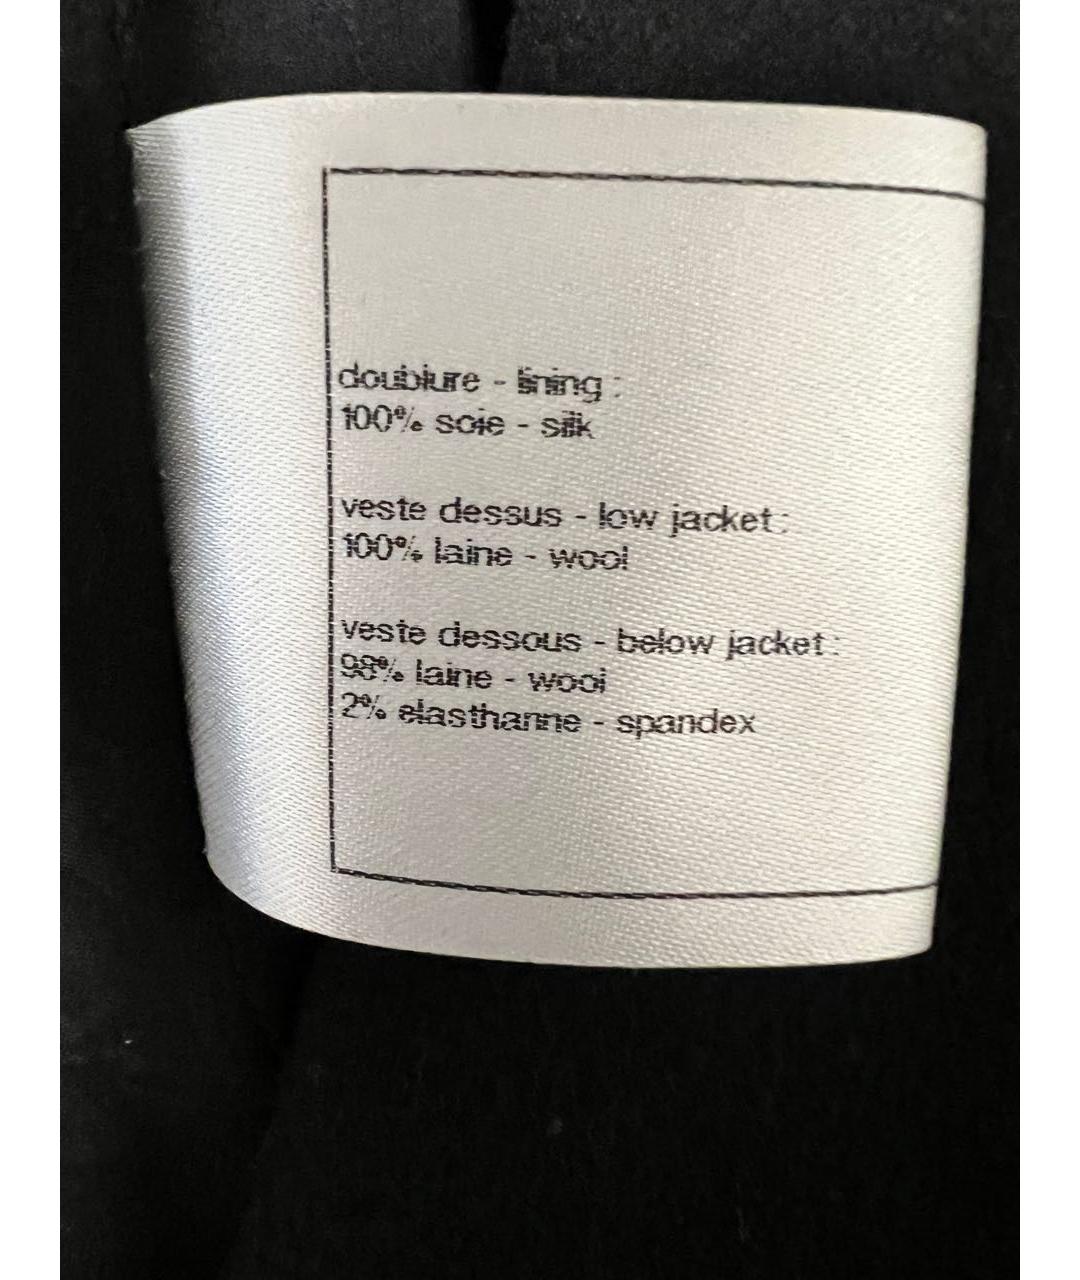 doublure - lining :
100% soie - silk
veste dessus - low jacket :
100% laine - wool
veste dessous - below jacket :
98% laine - wool
2% elasthanne - spandex